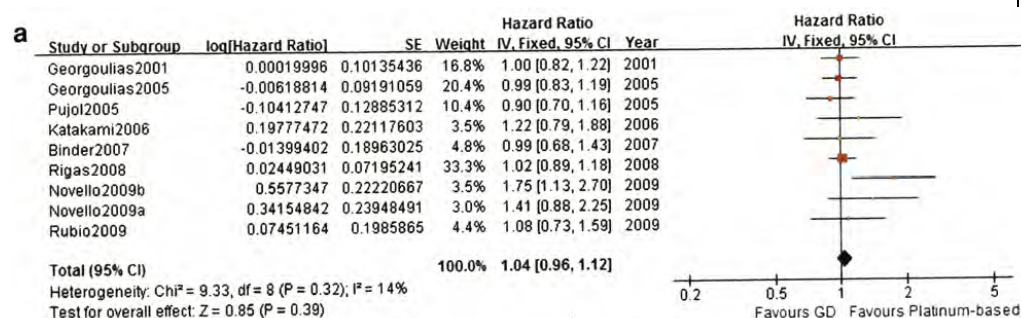 a
Hazard Ratio Hazard Ratio
Study or Subgroup log[Hazard Ratio] SE Weight IV, Fixed, 95% CI Year IV, Fixed, 95% CI
Georgoulias2001 0.00019996 0.10135436 16.8% 1.00 [0.82, 1.22] 2001
Georgoulias2005 -0.00618814 0.09191059 20.4% 0.99 [0.83, 1.19] 2005
Pujol2005 -0.10412747 0.12885312 10.4% 0.90 [0.70, 1.16] 2005
Katakami2006 0.19777472 0.22117603 3.5% 1.22 [0.79, 1.88] 2006
Binder2007 -0.01399402 0.18963025 4.8% 0.99 [0.68, 1.43] 2007
Rigas2008 0.02449031 0.07195241 33.3% 1.02 [0.89, 1.18] 2008
Novello2009b 0.5577347 0.22220667 3.5% 1.75 [1.13, 2.70] 2009
Novello2009a 0.34154842 0.23948491 3.0% 1.41 [0.88, 2.25] 2009
Rubio2009 0.07451164 0.1985865 4.4% 1.08 [0.73, 1.59] 2009
Total (95% CI) 100.0% 1.04 [0.96, 1.12]
Heterogeneity: Chi² = 9.33, df = 8 (P = 0.32); I² = 14%
Test for overall effect: Z = 0.85 (P = 0.39)
0.2 0.5 1 2 5
Favours GD Favours Platinum-based